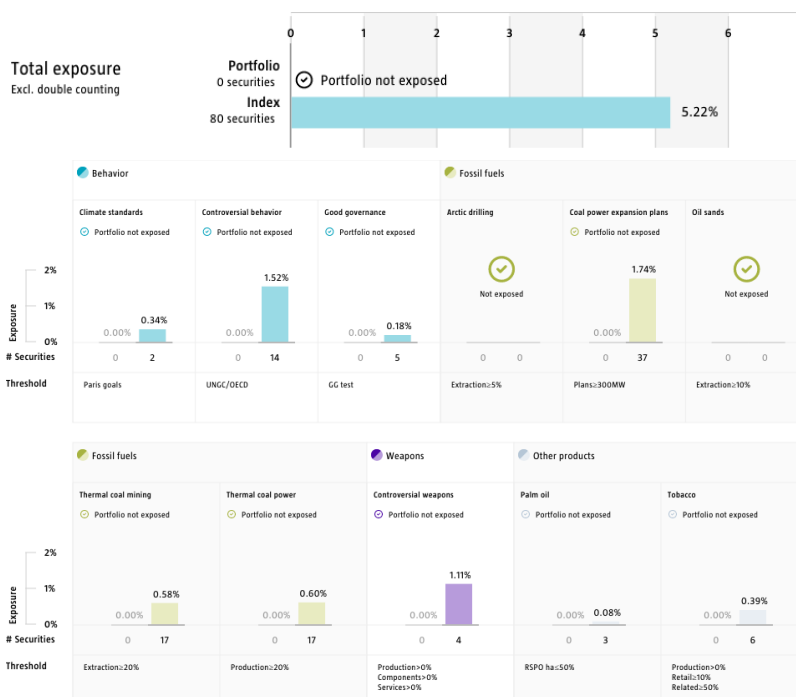 0 1 2 3 4 5 6
Total exposure
Excl. double counting
Portfolio
0 securities
Portfolio not exposed
Index
80 securities
5.22%
Behavior
Fossil fuels
Climate standards
Controversial behavior
Good governance
Arctic drilling
Coal power expansion plans
Oil sands
Portfolio not exposed
Portfolio not exposed
Portfolio not exposed
Portfolio not exposed
Not exposed
Not exposed
Exposure
2%
1%
0%
0.00% 0.34%
0.00% 1.52%
0.00% 0.18%
0.00% 1.74%
# Securities 0 2 0 14 0 5 0 0 0 37 0 0
Threshold
Paris goals
UNGC/OECD
GG test
Extraction≥5%
Plans≥300MW
Extraction≥10%
Fossil fuels
Weapons
Other products
Thermal coal mining
Thermal coal power
Controversial weapons
Palm oil
Tobacco
Portfolio not exposed
Portfolio not exposed
Portfolio not exposed
Portfolio not exposed
Portfolio not exposed
Exposure
2%
1%
0%
0.00% 0.58%
0.00% 0.60%
0.00% 1.11%
0.00% 0.08%
0.00% 0.39%
# Securities 0 17 0 17 0 4 0 3 0 6
Threshold
Extraction≥20%
Production≥20%
Production>0%
Components>0%
Services>0%
RSPO ha≤50%
Production>0%
Retail≥10%
Related≥50%